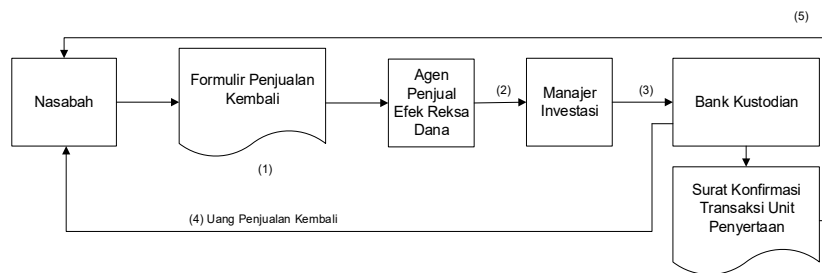 (5)
Nasabah
Formulir Penjualan
Kembali
(1)
Agen
Penjual
Efek Reksa
Dana
(2)
Manajer
Investasi
(3)
Bank Kustodian
(4) Uang Penjualan Kembali
Surat Konfirmasi
Transaksi Unit
Penyertaan